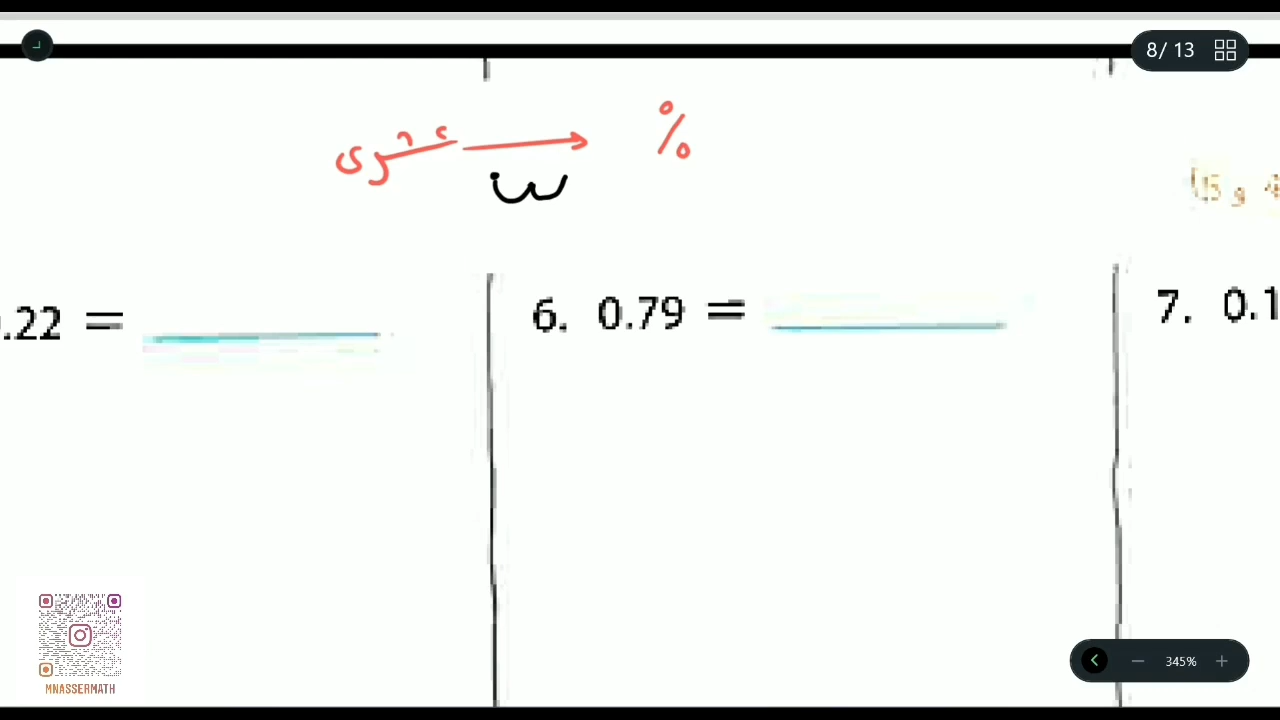 8/ 13
عشري → %
.22 =
6. 0.79 =
7. 0.1
MNASSERMATH
345%